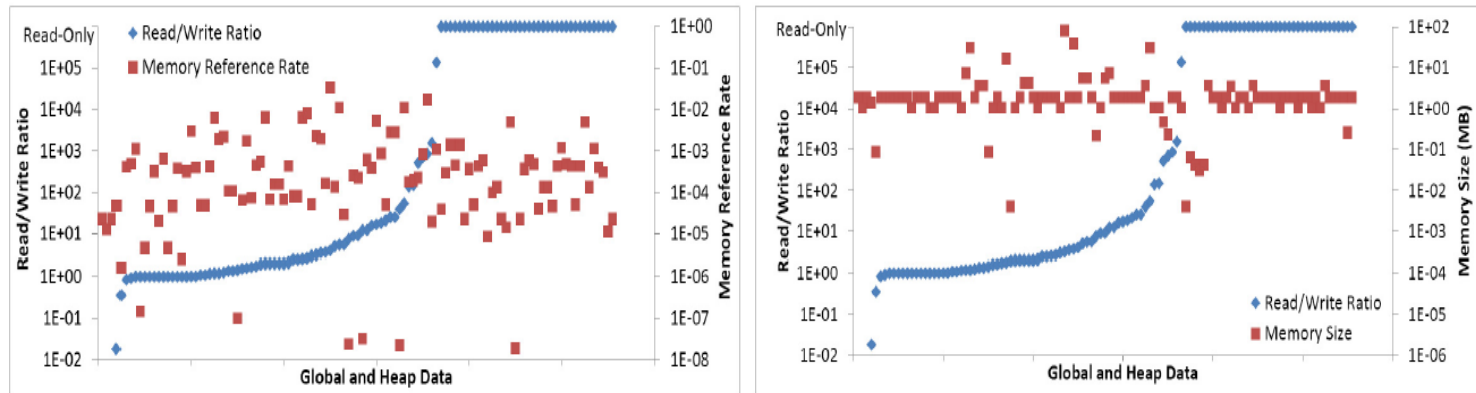 Read-Only
1E+05
1E+04
1E+03
1E+02
1E+01
1E+00
1E-01
1E-02
Read/Write Ratio
Read/Write Ratio
Memory Reference Rate
1E+00
1E-01
1E-02
1E-03
1E-04
1E-05
1E-06
1E-07
1E-08
Memory Reference Rate
Global and Heap Data
Read-Only
1E+05
1E+04
1E+03
1E+02
1E+01
1E+00
1E-01
1E-02
Read/Write Ratio
Read/Write Ratio
Memory Size
1E+02
1E+01
1E+00
1E-01
1E-02
1E-03
1E-04
1E-05
1E-06
Memory Size (MB)
Global and Heap Data